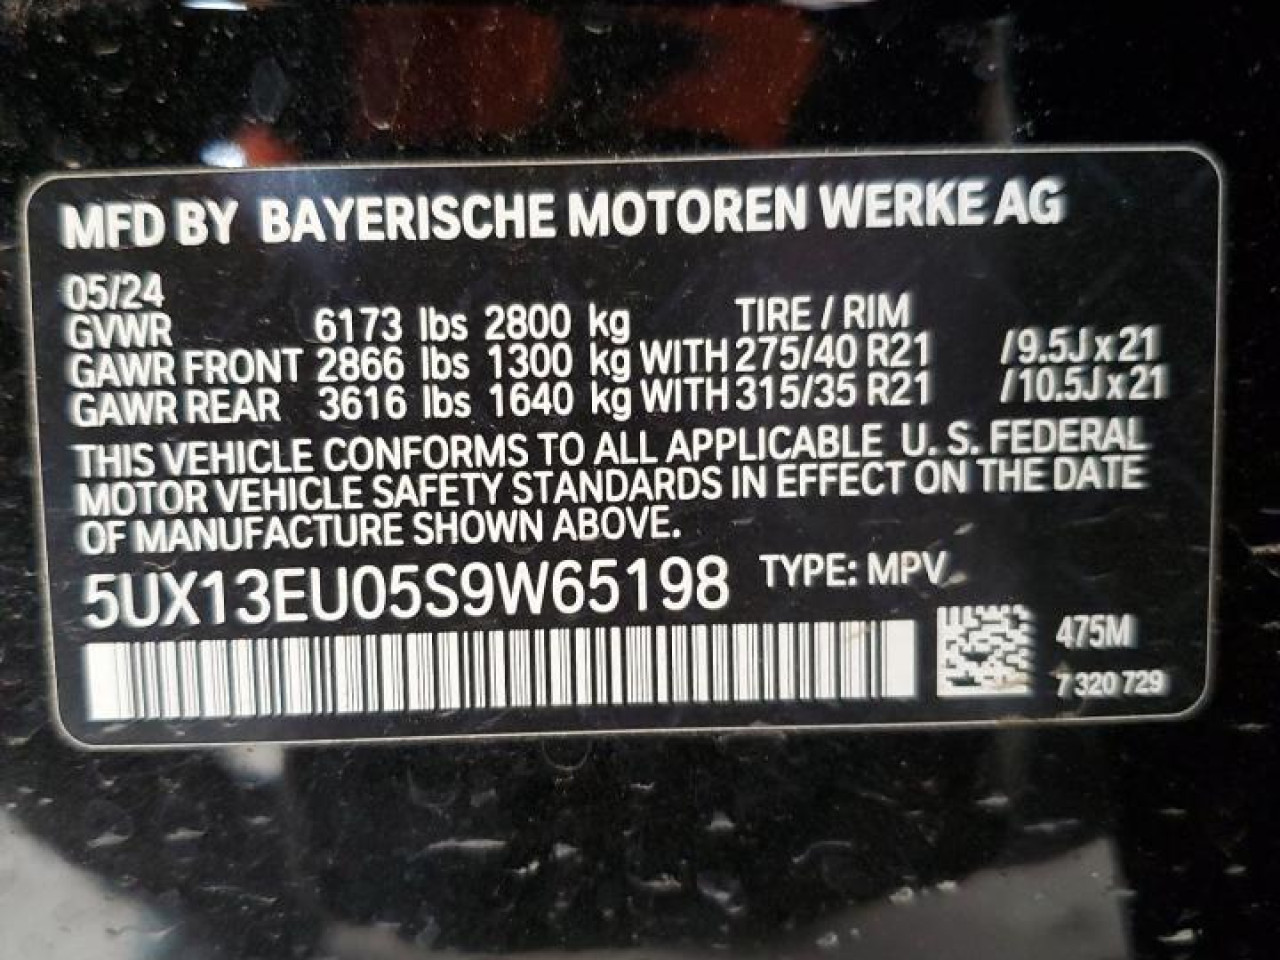 MFD BY BAYERISCHE MOTOREN WERKE AG
05/24
GVWR 6173 lbs 2800 kg TIRE / RIM
GAWR FRONT 2866 lbs 1300 kg WITH 275/40 R21 /9.5J x 21
GAWR REAR 3616 lbs 1640 kg WITH 315/35 R21 /10.5J x 21
THIS VEHICLE CONFORMS TO ALL APPLICABLE U. S. FEDERAL
MOTOR VEHICLE SAFETY STANDARDS IN EFFECT ON THE DATE
OF MANUFACTURE SHOWN ABOVE.
5UX13EU05S9W65198 TYPE: MPV
475M
7 320 729